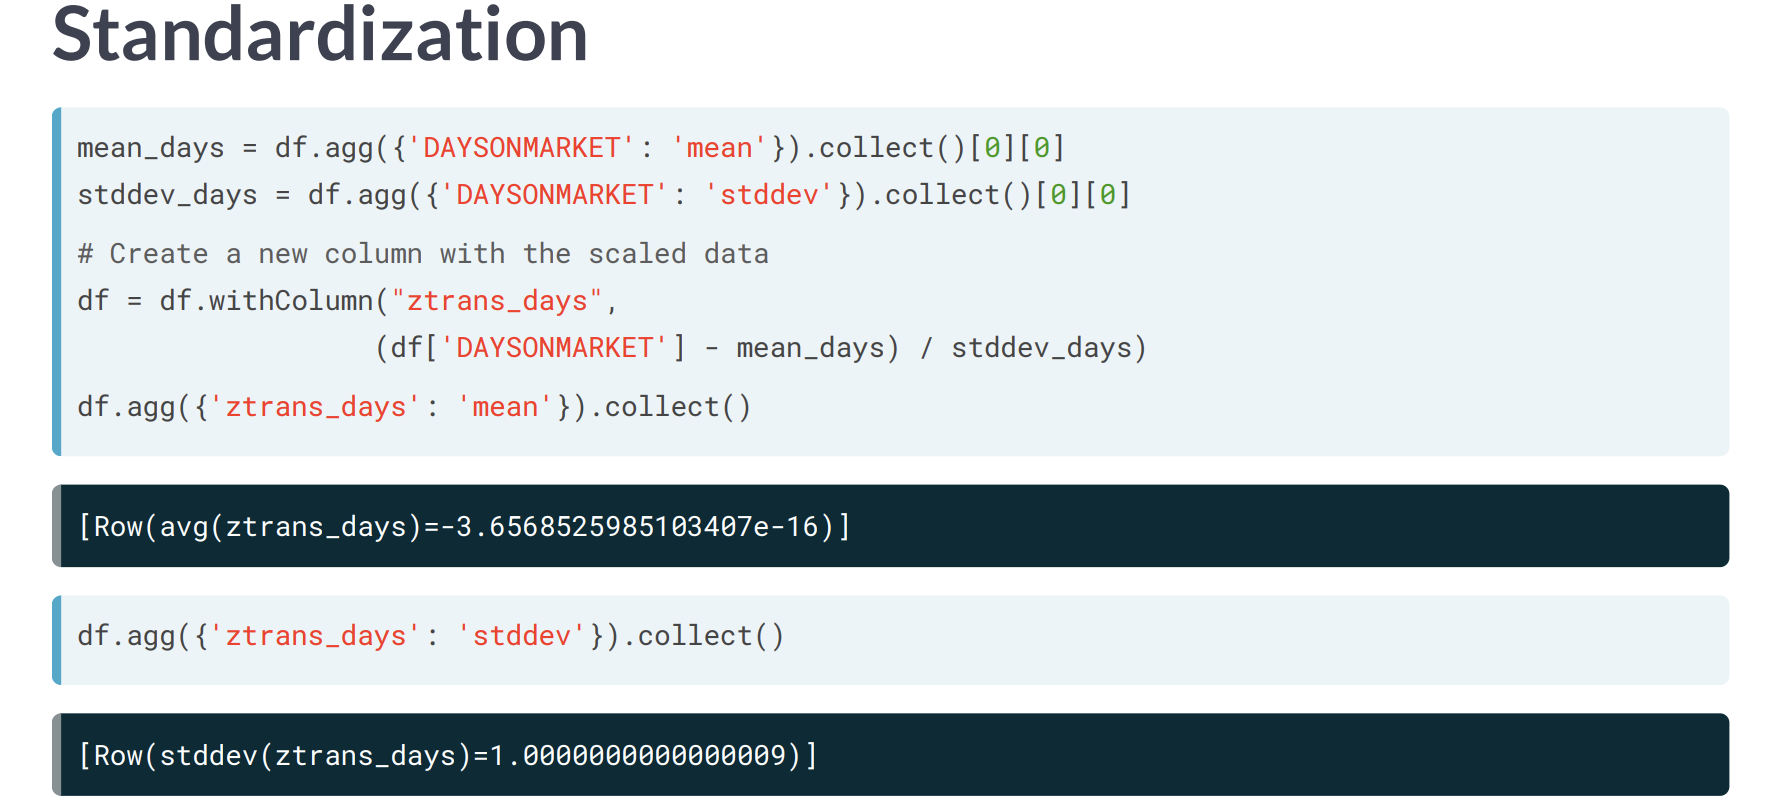 Standardization
mean_days = df.agg({'DAYSONMARKET': 'mean'}).collect()[0][0]
stddev_days = df.agg({'DAYSONMARKET': 'stddev'}).collect()[0][0]
# Create a new column with the scaled data
df = df.withColumn("ztrans_days",
(df['DAYSONMARKET'] - mean_days) / stddev_days)
df.agg({'ztrans_days': 'mean'}).collect()
[Row(avg(ztrans_days)=-3.6568525985103407e-16)]
df.agg({'ztrans_days': 'stddev'}).collect()
[Row(stddev(ztrans_days)=1.0000000000000009)]